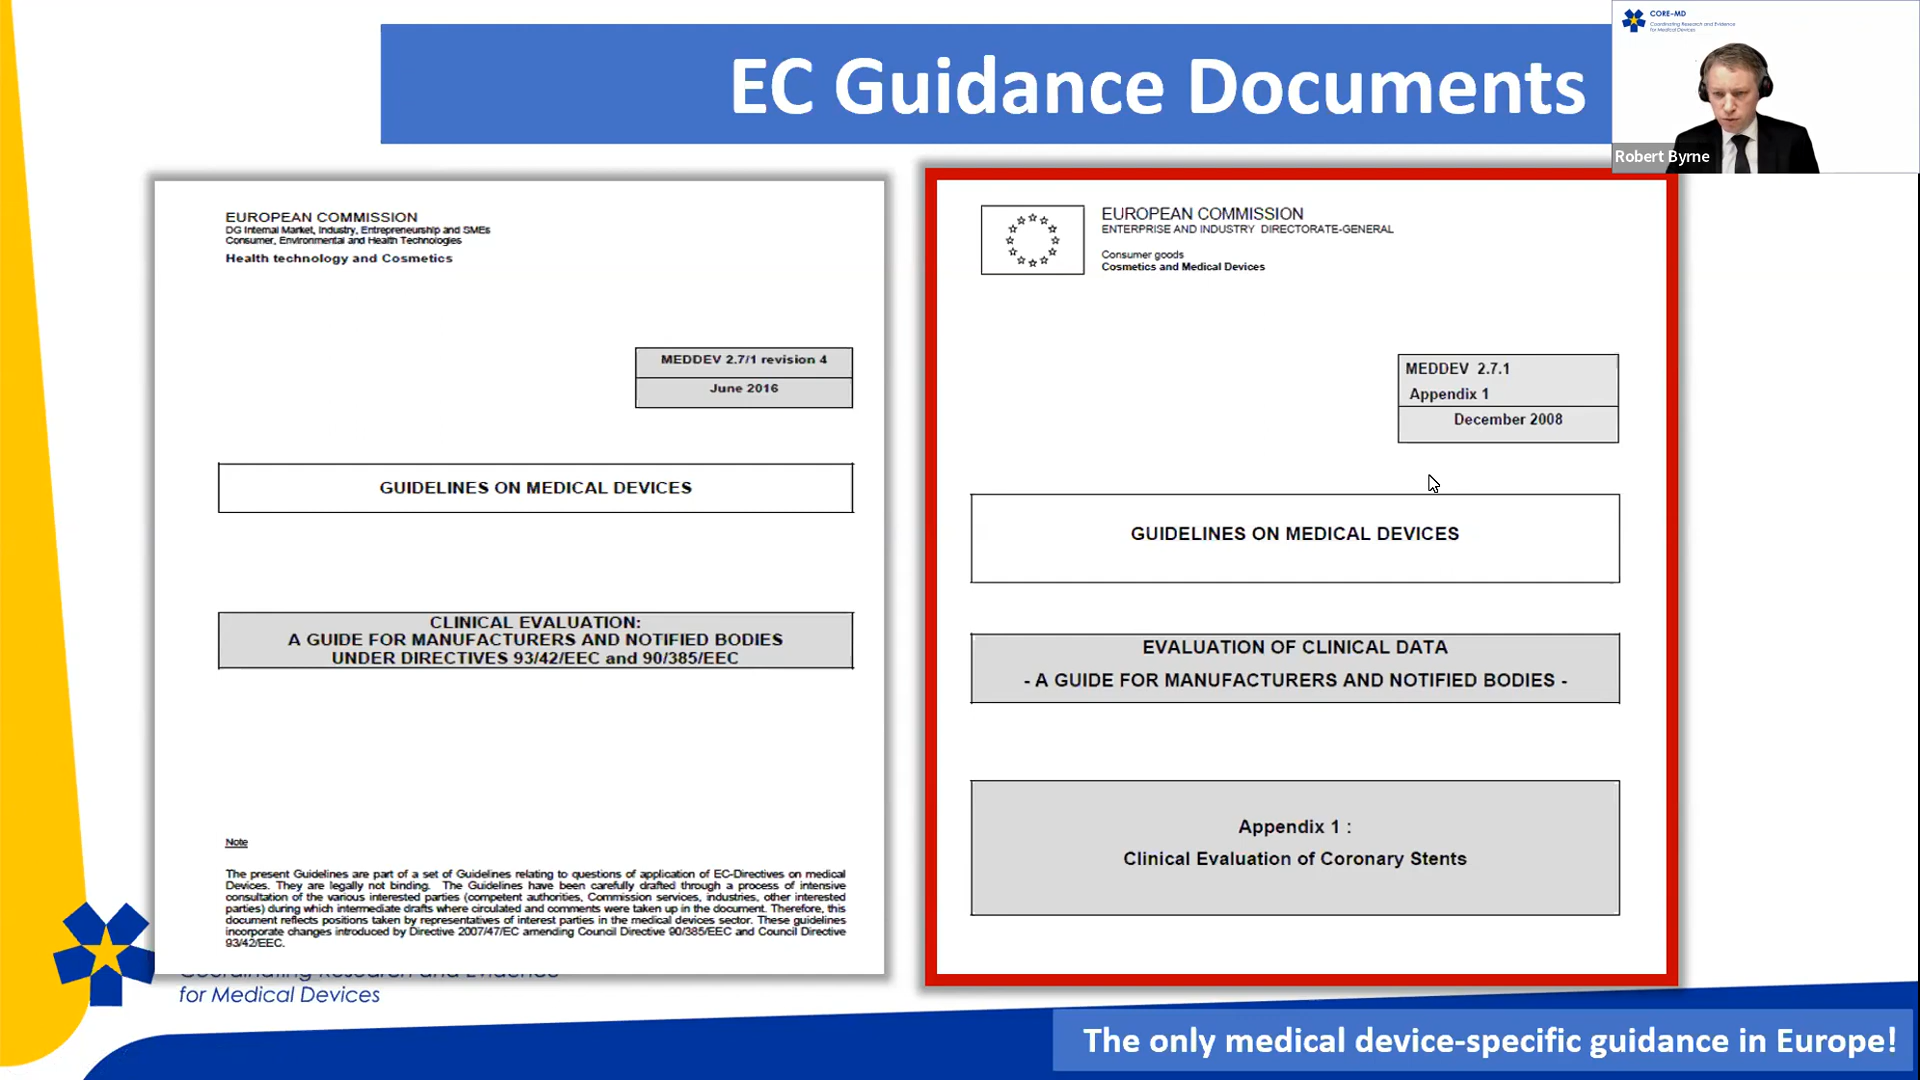 EC Guidance Documents
CORE-MD
Coordinating Research and Evidence
for Medical Devices
Robert Byrne
EUROPEAN COMMISSION
DG Internal Market, Industry, Entrepreneurship and SMEs
Consumer, Environmental and Health Technologies
Health technology and Cosmetics
MEDDEV 2.7/1 revision 4
June 2016
GUIDELINES ON MEDICAL DEVICES
CLINICAL EVALUATION:
A GUIDE FOR MANUFACTURERS AND NOTIFIED BODIES
UNDER DIRECTIVES 93/42/EEC and 90/385/EEC
Note
The present Guidelines are part of a set of Guidelines relating to questions of application of EC-Directives on medical
Devices. They are legally not binding. The Guidelines have been carefully drafted through a process of intensive
consultation of the various interested parties (competent authorities, Commission services, industries, other interested
parties) during which intermediate drafts where circulated and comments were taken up in the document. Therefore, this
document reflects positions taken by representatives of interest parties in the medical devices sector. These guidelines
incorporate changes introduced by Directive 2007/47/EC amending Council Directive 90/385/EEC and Council Directive
93/42/EEC.
EUROPEAN COMMISSION
ENTERPRISE AND INDUSTRY DIRECTORATE-GENERAL
Consumer goods
Cosmetics and Medical Devices
MEDDEV 2.7.1
Appendix 1
December 2008
GUIDELINES ON MEDICAL DEVICES
EVALUATION OF CLINICAL DATA
- A GUIDE FOR MANUFACTURERS AND NOTIFIED BODIES -
Appendix 1 :
Clinical Evaluation of Coronary Stents
Coordinating Research and Evidence
for Medical Devices
The only medical device-specific guidance in Europe!